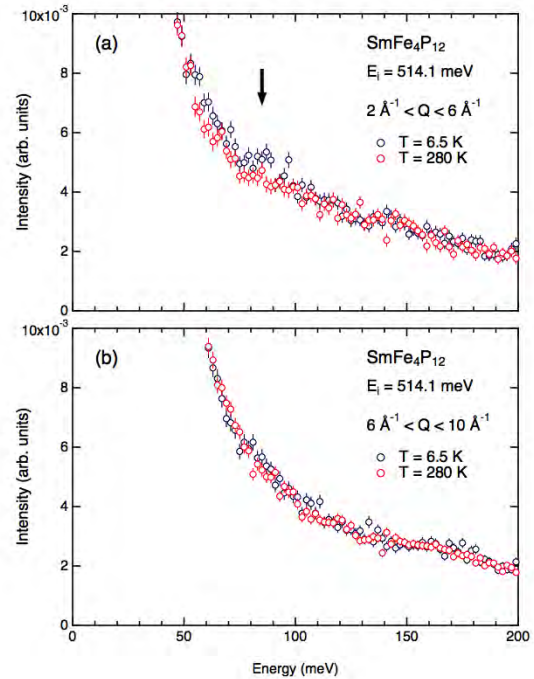 10x10⁻³
(a)
SmFe₄P₁₂
Eᵢ = 514.1 meV
2 Å⁻¹ < Q < 6 Å⁻¹
T = 6.5 K
T = 280 K
8
6
4
2
0
Intensity (arb. units)
10x10⁻³
(b)
SmFe₄P₁₂
Eᵢ = 514.1 meV
6 Å⁻¹ < Q < 10 Å⁻¹
T = 6.5 K
T = 280 K
8
6
4
2
0
Intensity (arb. units)
0 50 100 150 200
Energy (meV)